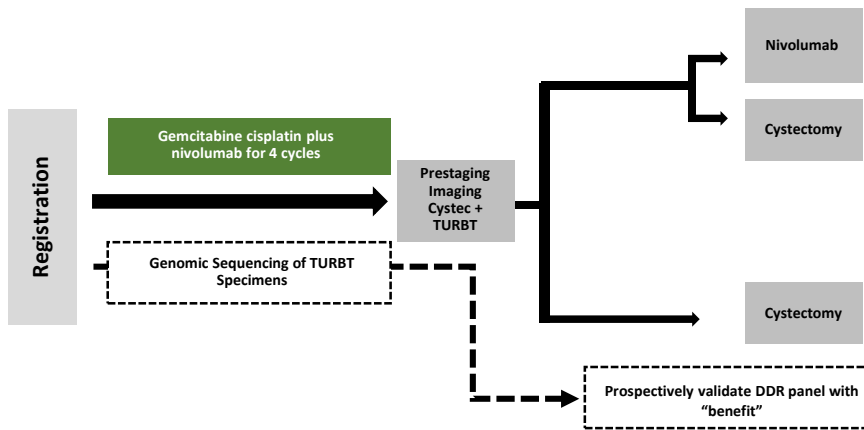 Registration
Gemcitabine cisplatin plus
nivolumab for 4 cycles
Genomic Sequencing of TURBT
Specimens
Prestaging
Imaging
Cystec +
TURBT
Nivolumab
Cystectomy
Cystectomy
Prospectively validate DDR panel with
“benefit”